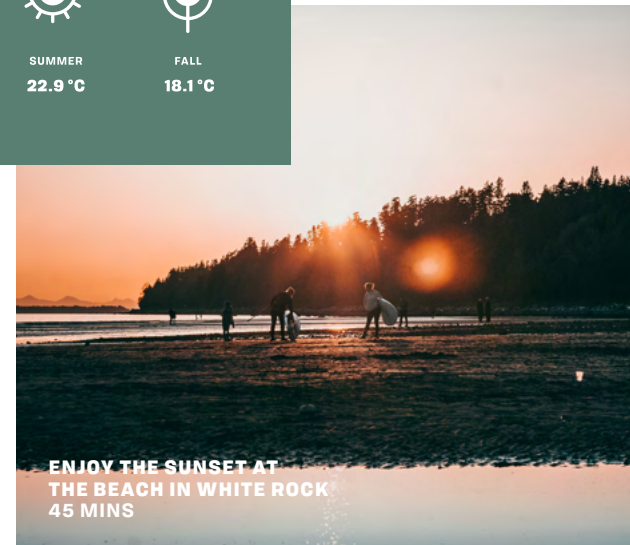 SUMMER
22.9 °C
FALL
18.1 °C
ENJOY THE SUNSET AT
THE BEACH IN WHITE ROCK
45 MINS